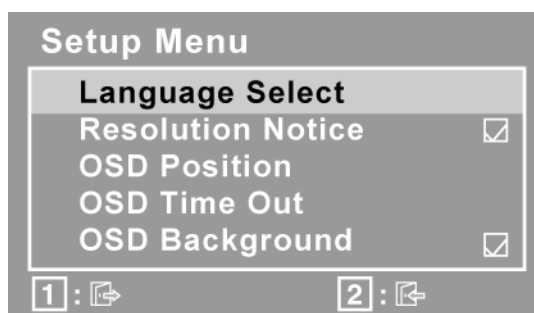 Setup Menu
Language Select
Resolution Notice
OSD Position
OSD Time Out
OSD Background
1 : 2 :